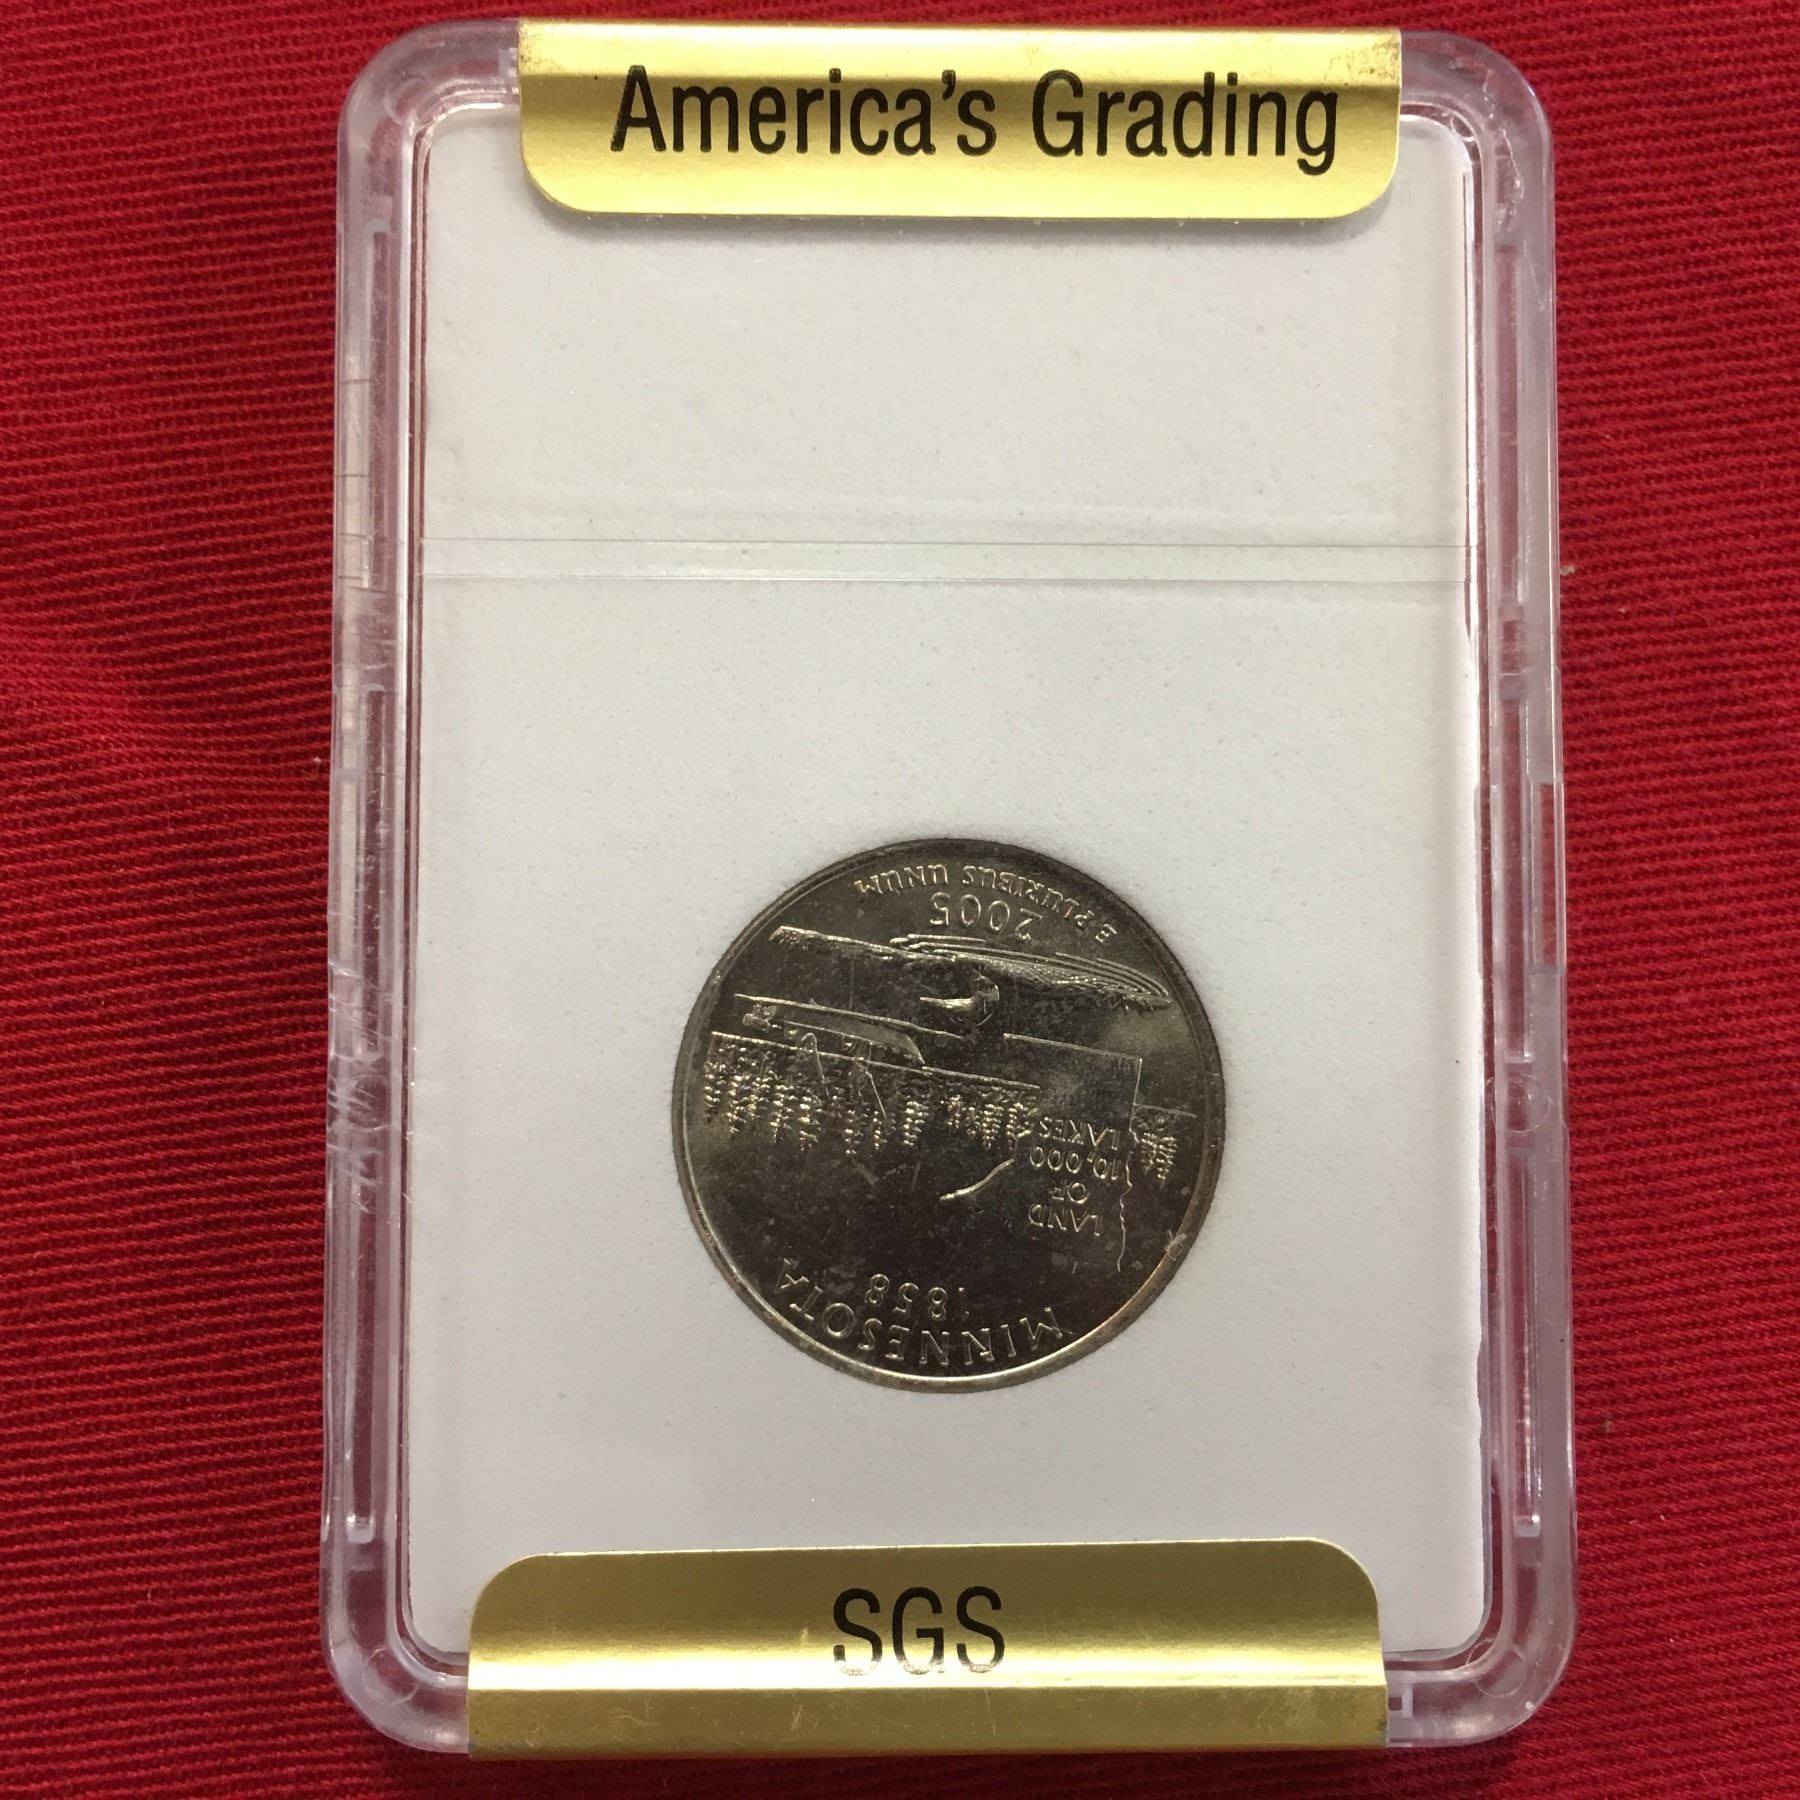 America's Grading
E PLURIBUS UNUM
2005
LAND
OF
10,000
LAKES
1858
MINNESOTA
SGS